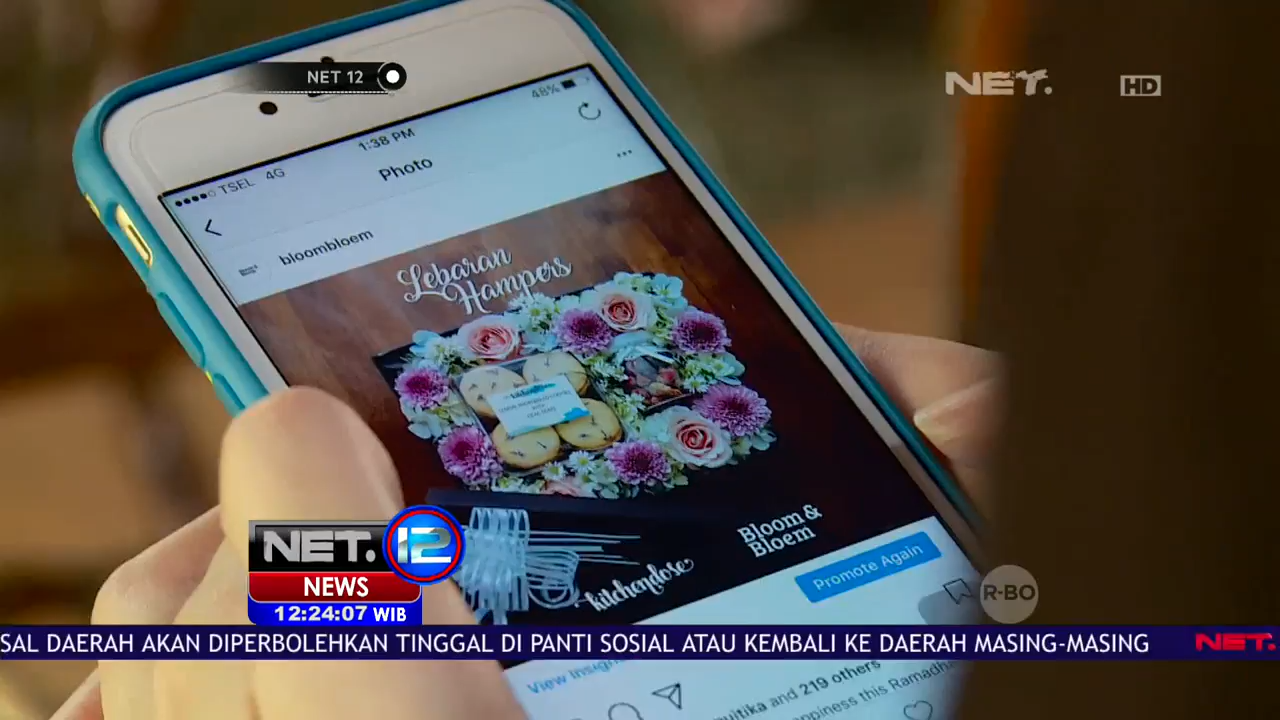 NET 12
NET.
HD
48%
1:38 PM
TSEL 4G
Photo
bloombloem
Lebaran
Hampers
Bloom &
Bloem
kitchendose
Promote Again
NET. 12
NEWS
12:24:07 WIB
R-BO
SAL DAERAH AKAN DIPERBOLEHKAN TINGGAL DI PANTI SOSIAL ATAU KEMBALI KE DAERAH MASING-MASING
NET.
View
and 219 others
this